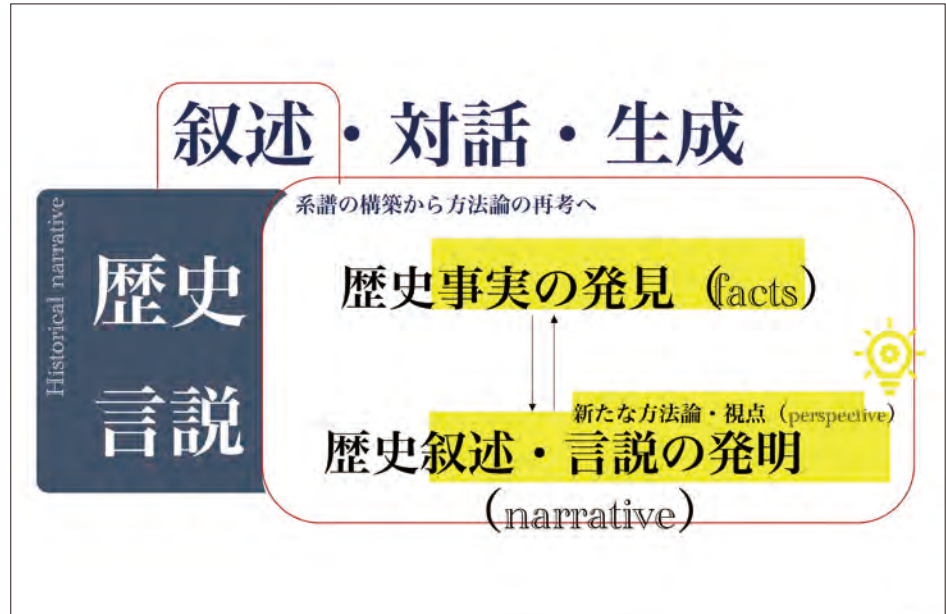 叙述・対話・生成
Historical narrative
歴史
言説
系譜の構築から方法論の再考へ
歴史事実の発見（facts）
新たな方法論・視点（perspective）
歴史叙述・言説の発明
（narrative）